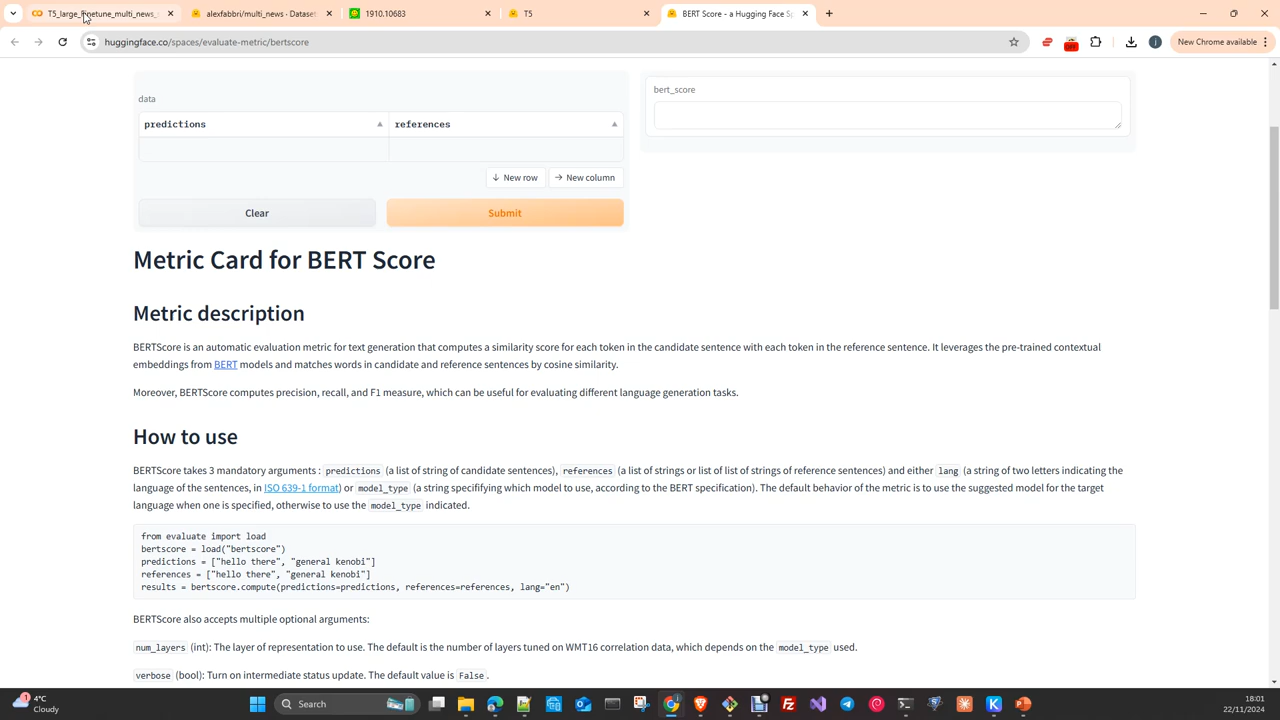 T5_large_finetune_multi_news_
alexfabbri/multi_news · Dataset
1910.10683
T5
BERT Score - a Hugging Face Sp
huggingface.co/spaces/evaluate-metric/bertscore
OFF
New Chrome available
data
predictions
references
New row
New column
Clear
Submit
bert_score
Metric Card for BERT Score
Metric description
BERTScore is an automatic evaluation metric for text generation that computes a similarity score for each token in the candidate sentence with each token in the reference sentence. It leverages the pre-trained contextual
embeddings from BERT models and matches words in candidate and reference sentences by cosine similarity.
Moreover, BERTScore computes precision, recall, and F1 measure, which can be useful for evaluating different language generation tasks.
How to use
BERTScore takes 3 mandatory arguments : predictions (a list of string of candidate sentences), references (a list of strings or list of list of strings of reference sentences) and either lang (a string of two letters indicating the
language of the sentences, in ISO 639-1 format) or model_type (a string specififying which model to use, according to the BERT specification). The default behavior of the metric is to use the suggested model for the target
language when one is specified, otherwise to use the model_type indicated.
from evaluate import load
bertscore = load("bertscore")
predictions = ["hello there", "general kenobi"]
references = ["hello there", "general kenobi"]
results = bertscore.compute(predictions=predictions, references=references, lang="en")
BERTScore also accepts multiple optional arguments:
num_layers (int): The layer of representation to use. The default is the number of layers tuned on WMT16 correlation data, which depends on the model_type used.
verbose (bool): Turn on intermediate status update. The default value is False.
1
4°C
Cloudy
Search
18:01
22/11/2024